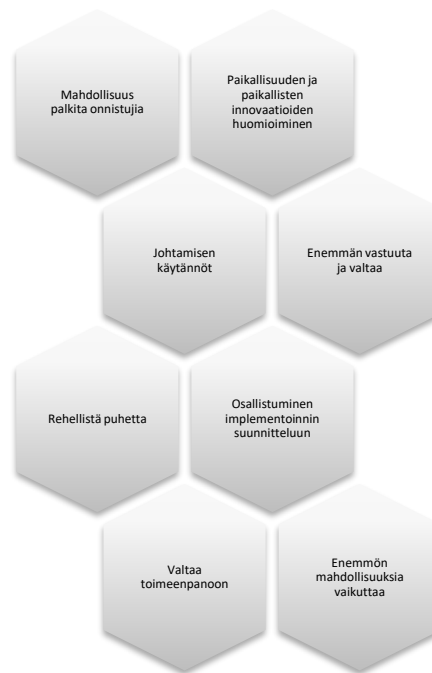 Mahdollisuus
palkita onnistujia
Paikallisuuden ja
paikallisten
innovaatioiden
huomioiminen
Johtamisen
käytännöt
Enemmän vastuuta
ja valtaa
Rehellistä puhetta
Osallistuminen
implementoinnin
suunnitteluun
Valtaa
toimeenpanoon
Enemmön
mahdollisuuksia
vaikuttaa